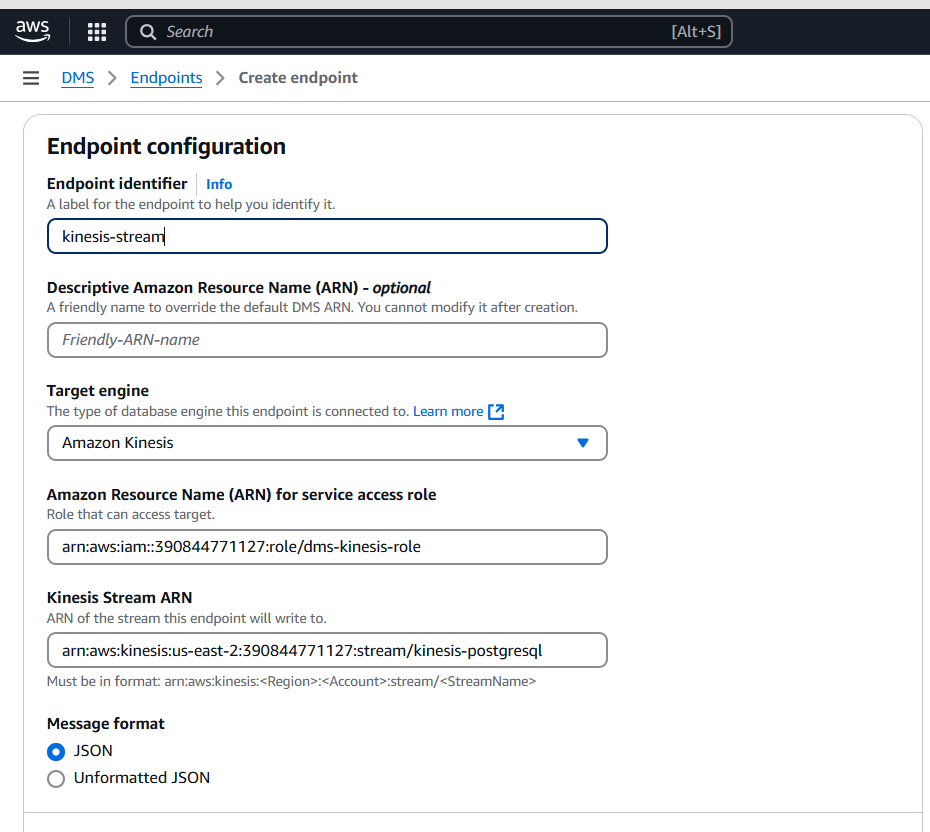 aws
Search [Alt+S]
DMS > Endpoints > Create endpoint
Endpoint configuration
Endpoint identifier | Info
A label for the endpoint to help you identify it.
kinesis-stream
Descriptive Amazon Resource Name (ARN) - optional
A friendly name to override the default DMS ARN. You cannot modify it after creation.
Friendly-ARN-name
Target engine
The type of database engine this endpoint is connected to. Learn more
Amazon Kinesis
Amazon Resource Name (ARN) for service access role
Role that can access target.
arn:aws:iam::390844771127:role/dms-kinesis-role
Kinesis Stream ARN
ARN of the stream this endpoint will write to.
arn:aws:kinesis:us-east-2:390844771127:stream/kinesis-postgresql
Must be in format: arn:aws:kinesis:<Region>:<Account>:stream/<StreamName>
Message format
JSON
Unformatted JSON